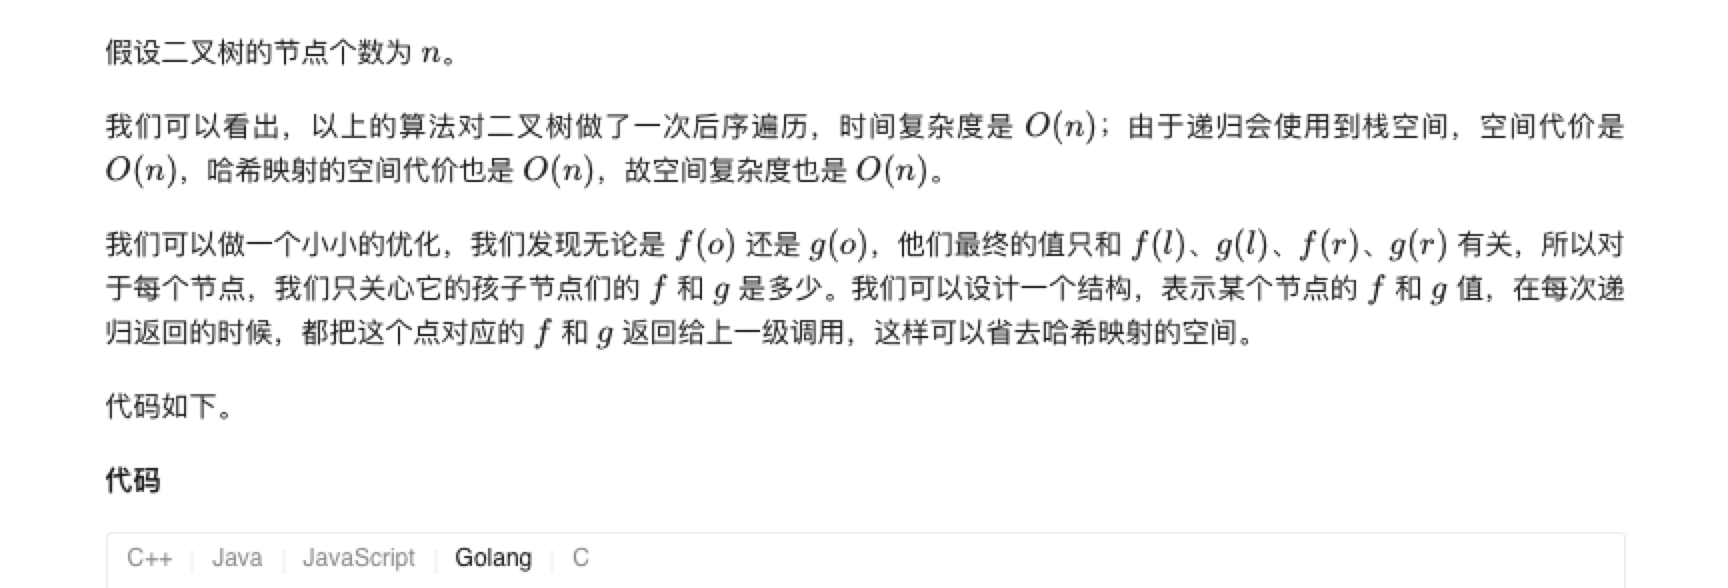 假设二叉树的节点个数为 n。
我们可以看出，以上的算法对二叉树做了一次后序遍历，时间复杂度是 O(n)；由于递归会使用到栈空间，空间代价是
O(n)，哈希映射的空间代价也是 O(n)，故空间复杂度也是 O(n)。
我们可以做一个小小的优化，我们发现无论是 f(o) 还是 g(o)，他们最终的值只和 f(l)、g(l)、f(r)、g(r) 有关，所以对
于每个节点，我们只关心它的孩子节点们的 f 和 g 是多少。我们可以设计一个结构，表示某个节点的 f 和 g 值，在每次递
归返回的时候，都把这个点对应的 f 和 g 返回给上一级调用，这样可以省去哈希映射的空间。
代码如下。
代码
C++ Java JavaScript Golang C